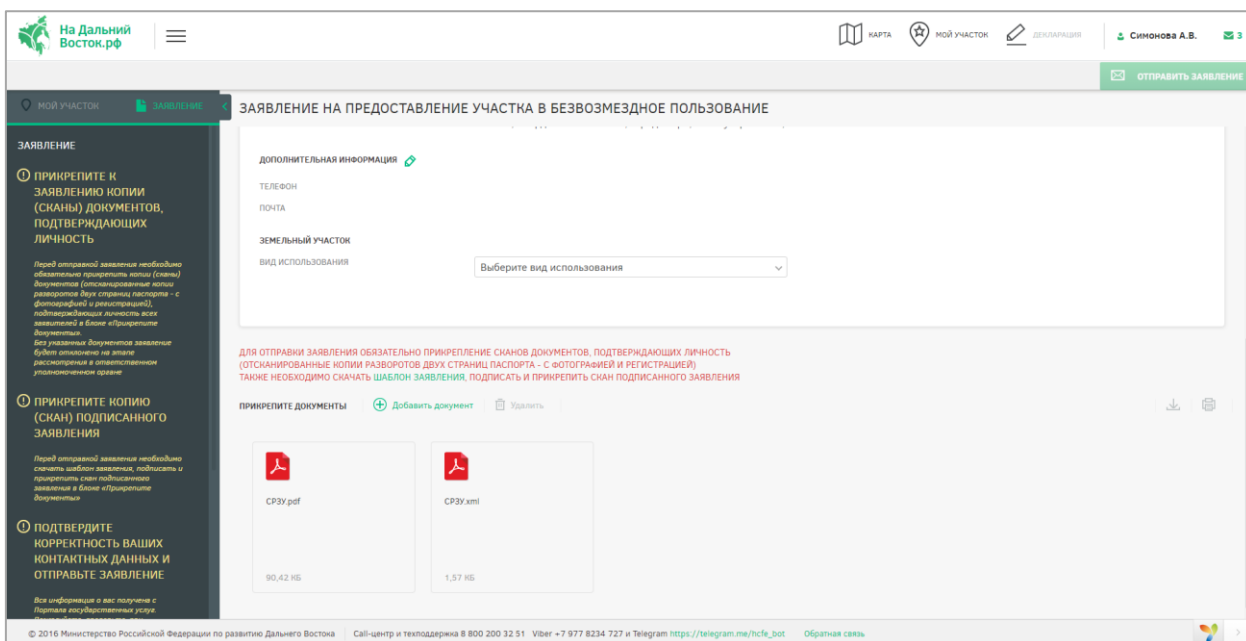 На Дальний
Восток.рф
КАРТА
МОЙ УЧАСТОК
ДЕКЛАРАЦИЯ
Симонова А.В.
3
ОТПРАВИТЬ ЗАЯВЛЕНИЕ
МОЙ УЧАСТОК
ЗАЯВЛЕНИЕ
ЗАЯВЛЕНИЕ
ПРИКРЕПИТЕ К
ЗАЯВЛЕНИЮ КОПИИ
(СКАНЫ) ДОКУМЕНТОВ,
ПОДТВЕРЖДАЮЩИХ
ЛИЧНОСТЬ
Перед отправкой заявления необходимо
обязательно прикрепить копии (сканы)
документов (отсканированные копии
разворотов двух страниц паспорта - с
фотографией и регистрацией),
подтверждающих личность всех
заявителей в блоке «Прикрепите
документы».
Без указанных документов заявление
будет отклонено на этапе
рассмотрения в ответственном
уполномоченном органе
ПРИКРЕПИТЕ КОПИЮ
(СКАН) ПОДПИСАННОГО
ЗАЯВЛЕНИЯ
Перед отправкой заявления необходимо
скачать шаблон заявления, подписать и
прикрепить скан подписанного
заявления в блоке «Прикрепите
документы»
ПОДТВЕРДИТЕ
КОРРЕКТНОСТЬ ВАШИХ
КОНТАКТНЫХ ДАННЫХ И
ОТПРАВЬТЕ ЗАЯВЛЕНИЕ
Вся информация о вас получена с
Портала государственных услуг.
ЗАЯВЛЕНИЕ НА ПРЕДОСТАВЛЕНИЕ УЧАСТКА В БЕЗВОЗМЕЗДНОЕ ПОЛЬЗОВАНИЕ
ДОПОЛНИТЕЛЬНАЯ ИНФОРМАЦИЯ
ТЕЛЕФОН
ПОЧТА
ЗЕМЕЛЬНЫЙ УЧАСТОК
ВИД ИСПОЛЬЗОВАНИЯ
Выберите вид использования
ДЛЯ ОТПРАВКИ ЗАЯВЛЕНИЯ ОБЯЗАТЕЛЬНО ПРИКРЕПЛЕНИЕ СКАНОВ ДОКУМЕНТОВ, ПОДТВЕРЖДАЮЩИХ ЛИЧНОСТЬ
(ОТСКАНИРОВАННЫЕ КОПИИ РАЗВОРОТОВ ДВУХ СТРАНИЦ ПАСПОРТА - С ФОТОГРАФИЕЙ И РЕГИСТРАЦИЕЙ)
ТАКЖЕ НЕОБХОДИМО СКАЧАТЬ ШАБЛОН ЗАЯВЛЕНИЯ, ПОДПИСАТЬ И ПРИКРЕПИТЬ СКАН ПОДПИСАННОГО ЗАЯВЛЕНИЯ
ПРИКРЕПИТЕ ДОКУМЕНТЫ
Добавить документ
Удалить
СРЗУ.pdf
90,42 КБ
СРЗУ.xml
1,57 КБ
© 2016 Министерство Российской Федерации по развитию Дальнего Востока
Call-центр и техподдержка 8 800 200 32 51 Viber +7 977 8234 727 и Telegram https://telegram.me/hcfe_bot
Обратная связь